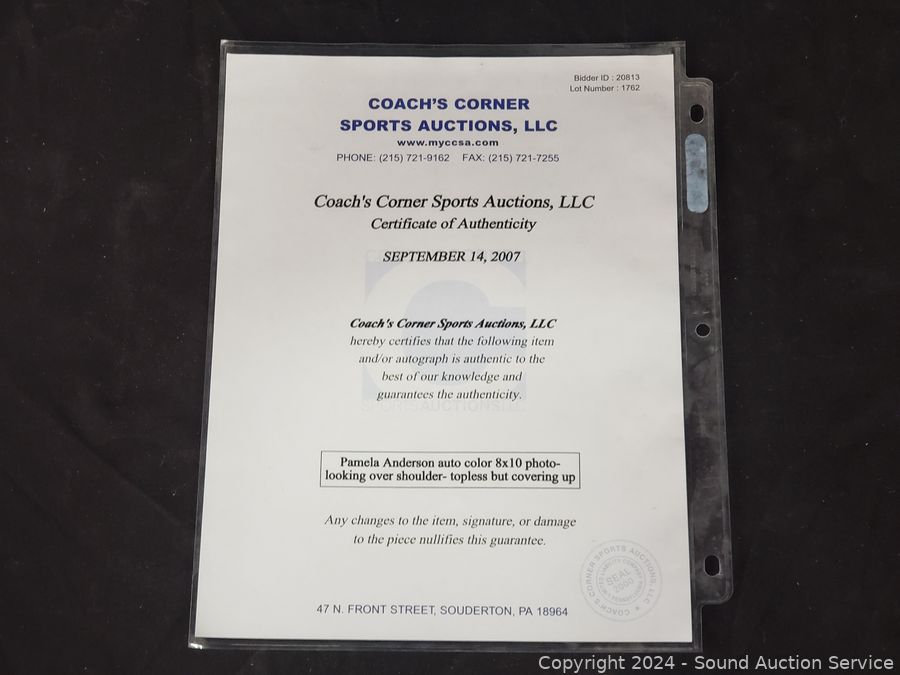 Bidder ID : 20813
Lot Number : 1762
COACH'S CORNER
SPORTS AUCTIONS, LLC
www.myccsa.com
PHONE: (215) 721-9162 FAX: (215) 721-7255
Coach's Corner Sports Auctions, LLC
Certificate of Authenticity
SEPTEMBER 14, 2007
Coach's Corner Sports Auctions, LLC
hereby certifies that the following item
and/or autograph is authentic to the
best of our knowledge and
guarantees the authenticity.
SPORTS AUCTIONS
Pamela Anderson auto color 8x10 photo-
looking over shoulder- topless but covering up
Any changes to the item, signature, or damage
to the piece nullifies this guarantee.
COACH'S CORNER SPORTS AUCTIONS, LLC
SEAL
2000
47 N. FRONT STREET, SOUDERTON, PA 18964
Copyright 2024 - Sound Auction Service